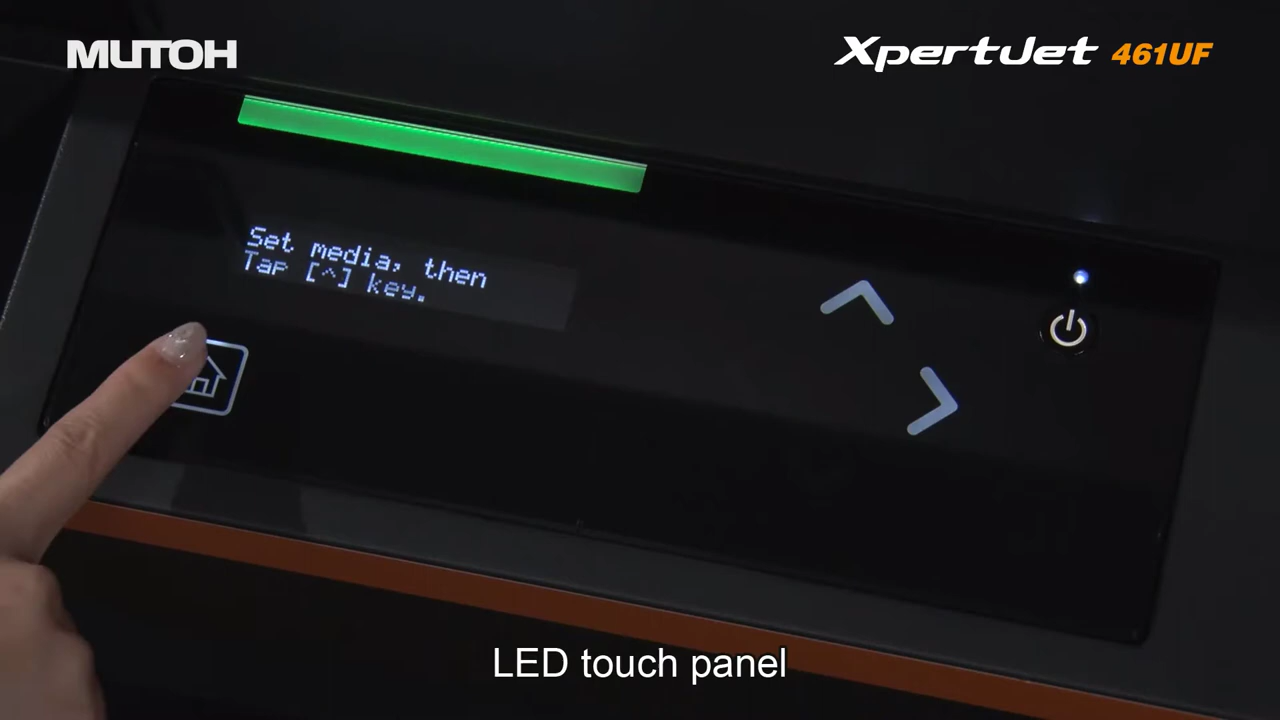 MUTOH
XpertJet 461UF
Set media, then
Tap [^] key.
LED touch panel